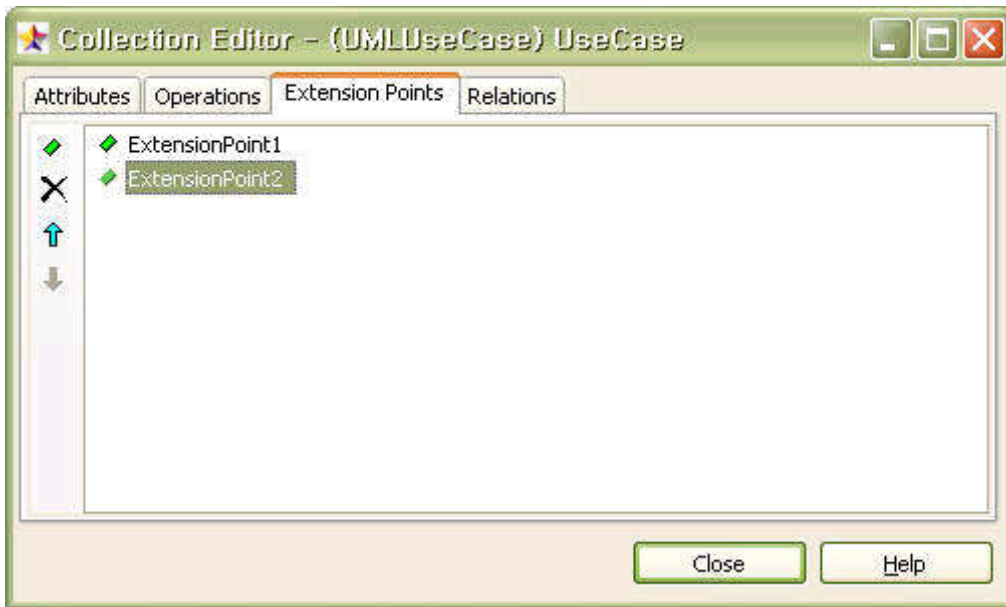 Collection Editor - (UMLUseCase) UseCase
Attributes Operations Extension Points Relations
ExtensionPoint1
ExtensionPoint2
Close Help